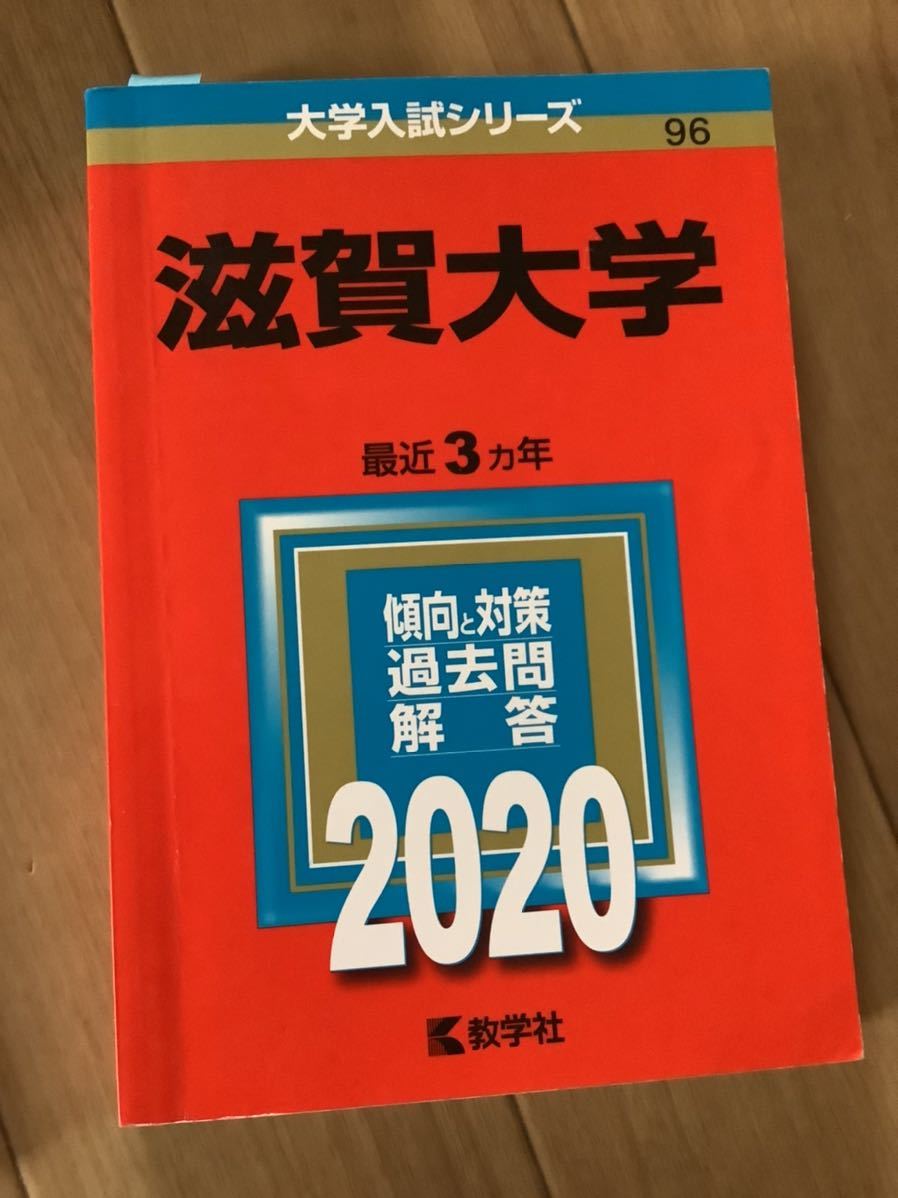 大学入試シリーズ
96
滋賀大学
最近3カ年
傾向と対策
過去問
解答
2020
教学社